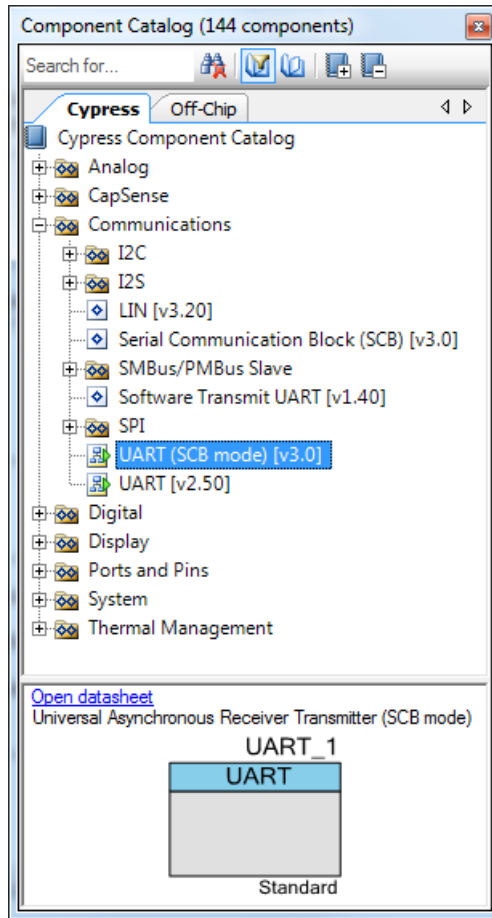 Component Catalog (144 components)
Search for...
Cypress Off-Chip
Cypress Component Catalog
Analog
CapSense
Communications
I2C
I2S
LIN [v3.20]
Serial Communication Block (SCB) [v3.0]
SMBus/PMBus Slave
Software Transmit UART [v1.40]
SPI
UART (SCB mode) [v3.0]
UART [v2.50]
Digital
Display
Ports and Pins
System
Thermal Management
Open datasheet
Universal Asynchronous Receiver Transmitter (SCB mode)
UART_1
UART
Standard